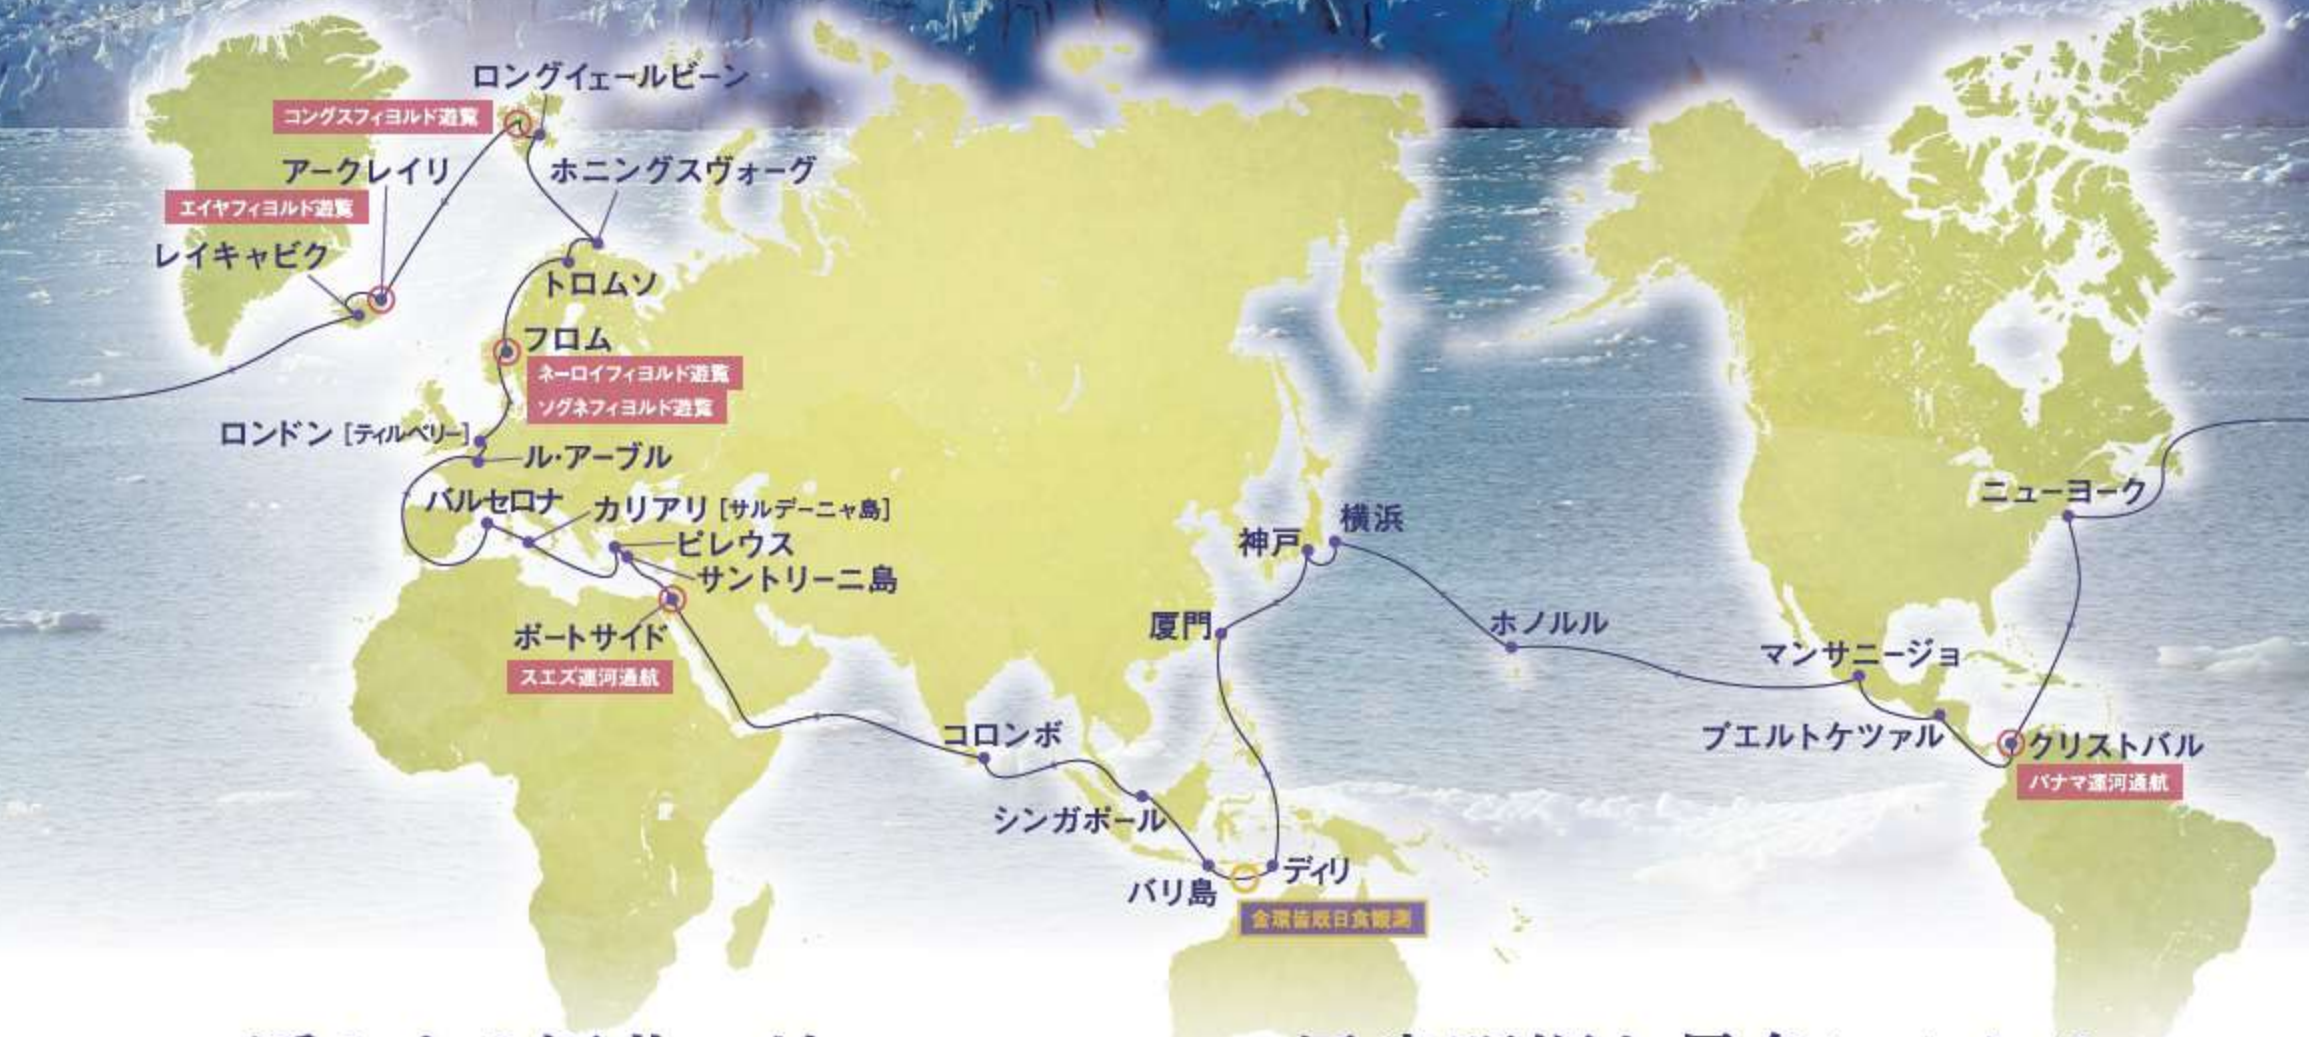 ロングイェールビーン
コングスフィヨルド遊覧
アークレイリ
ホニングスヴォーグ
エイヤフィヨルド遊覧
レイキャビク
トロムソ
フロム
ネーロイフィヨルド遊覧
ソグネフィヨルド遊覧
ロンドン [ティルベリー]
ル・アーブル
バルセロナ
カリアリ [サルデーニャ島]
ピレウス
サントリーニ島
ポートサイド
スエズ運河通航
コロンボ
シンガポール
バリ島
ディリ
金環皆既日食観測
厦門
神戸
横浜
ホノルル
マンサニージョ
プエルトケツァル
クリストバル
パナマ運河通航
ニューヨーク